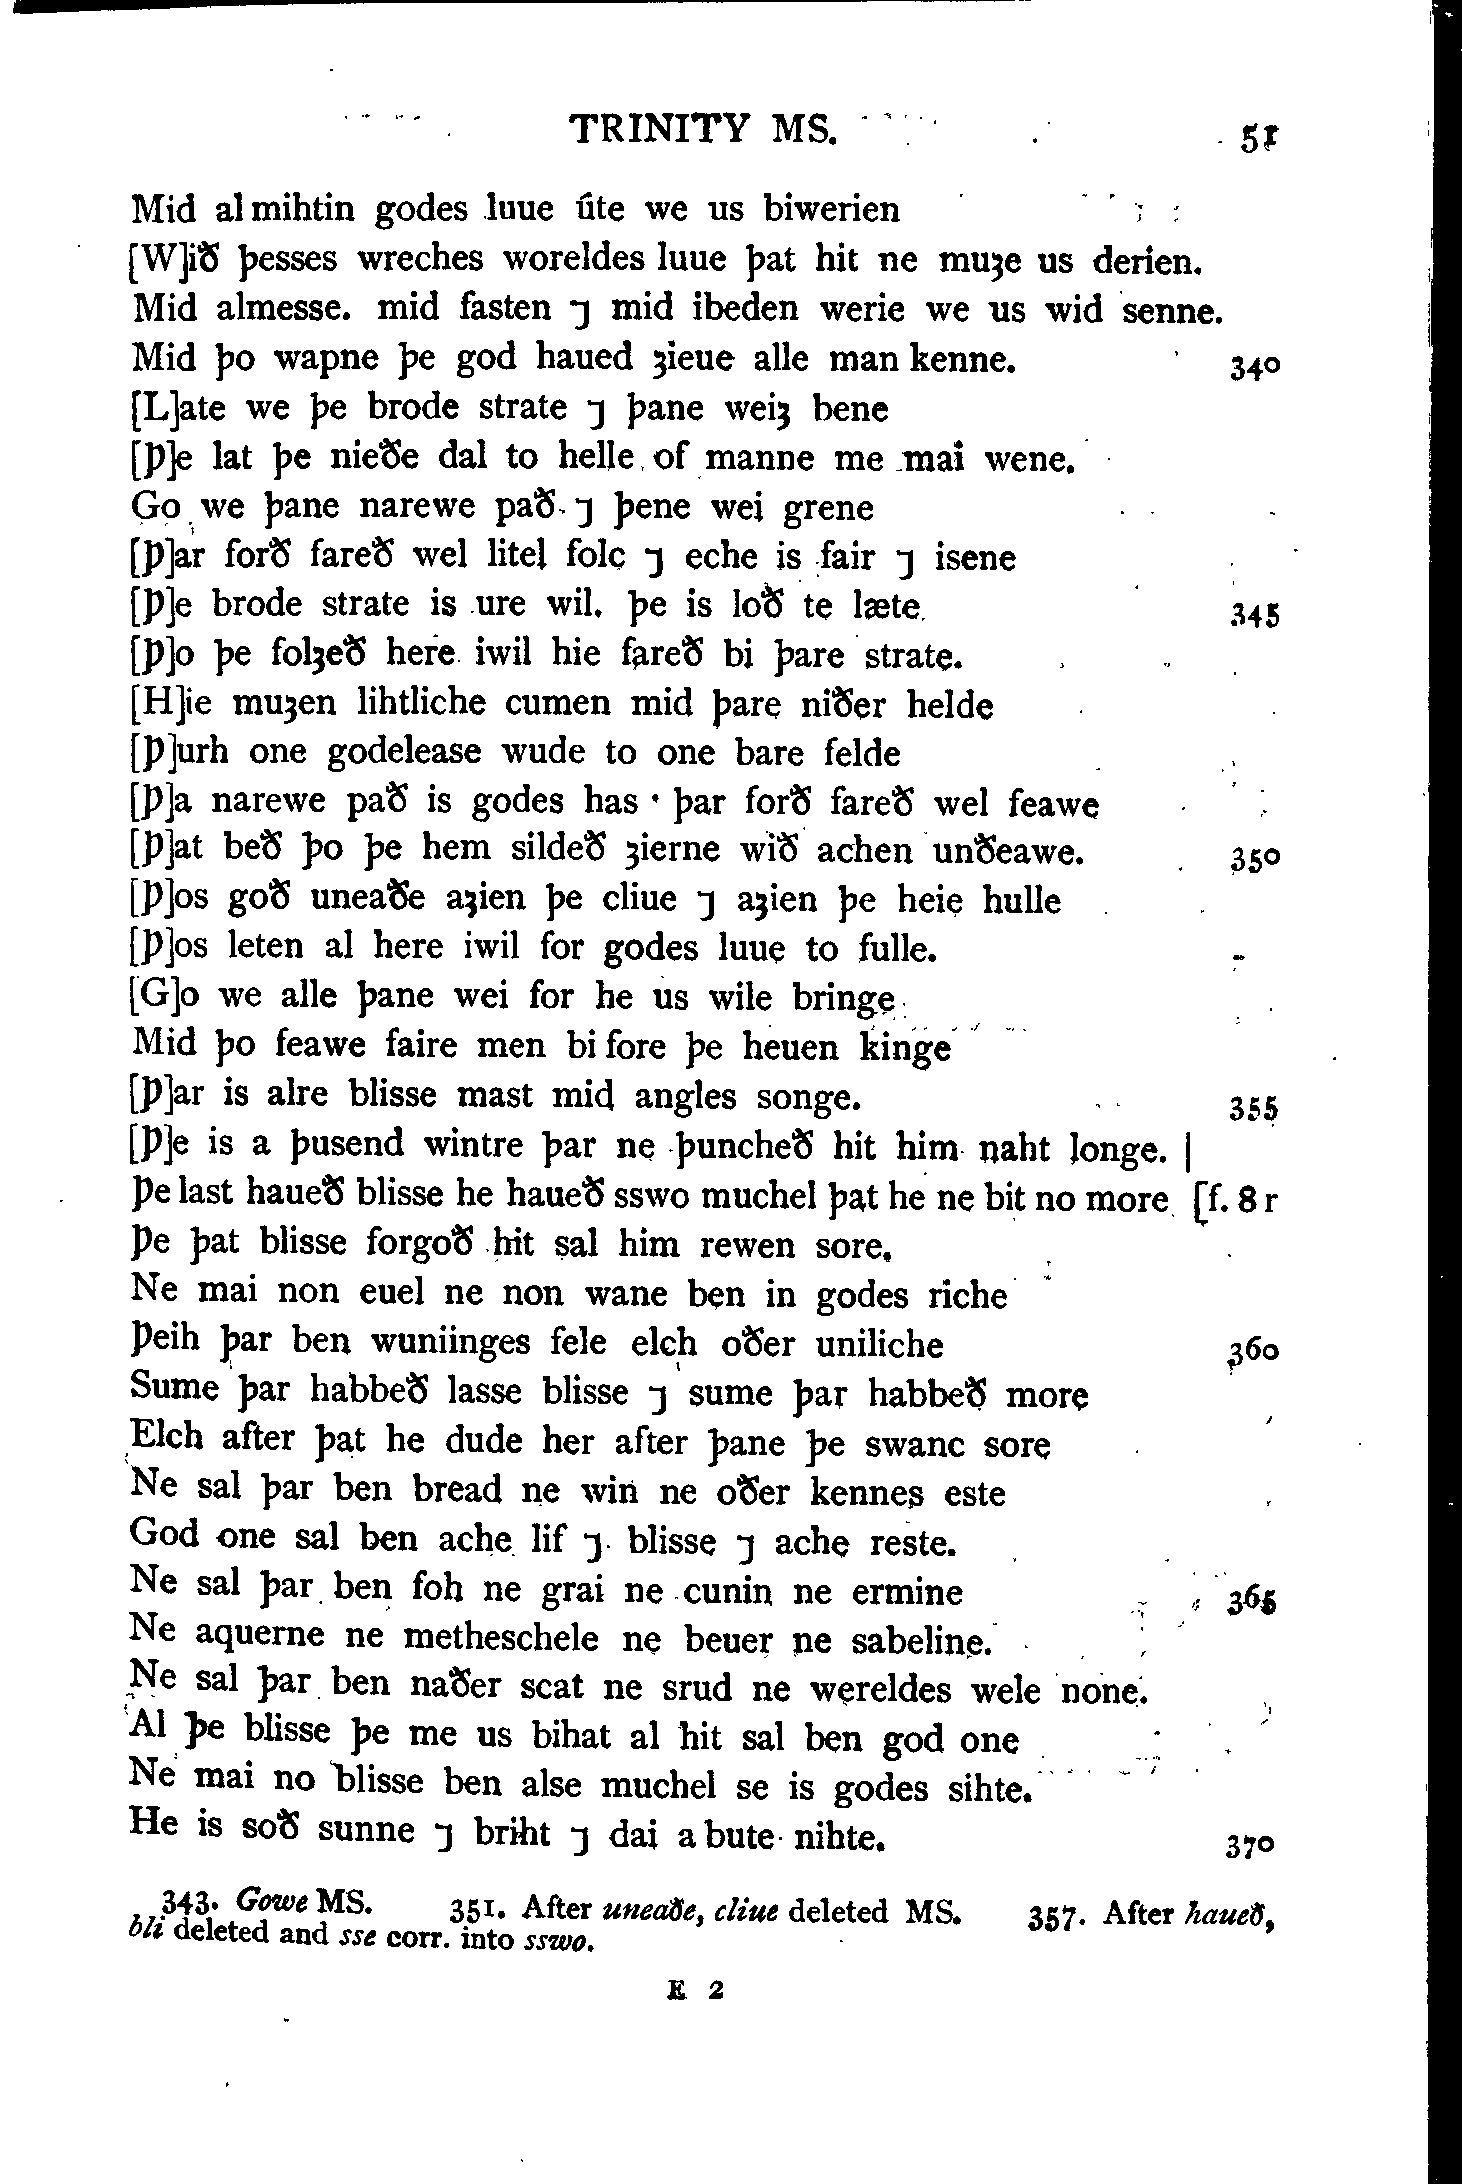 TRINITY MS. 51
Mid al mihtin godes luue ûte we us biwerien
[W]ið þesses wreches woreldes luue þat hit ne muȝe us derien.
Mid almesse. mid fasten ⁊ mid ibeden werie we us wid senne.
Mid þo wapne þe god haued ȝieue alle man kenne. 340
[L]ate we þe brode strate ⁊ þane weiȝ bene
[Þ]e lat þe nieðe dal to helle of manne me mai wene.
Go we þane narewe pað ⁊ þene wei grene
[Þ]ar forð fareð wel litel folc ⁊ eche is fair ⁊ isene
[Þ]e brode strate is ure wil. þe is loð te læte 345
[Þ]o þe folȝeð here iwil hie fareð bi þare strate.
[H]ie muȝen lihtliche cumen mid þare niðer helde
[Þ]urh one godelease wude to one bare felde
[Þ]a narewe pað is godes has · þar forð fareð wel feawe
[Þ]at beð þo þe hem sildeð ȝierne wið achen unðeawe. 350
[Þ]os goð uneaðe aȝien þe cliue ⁊ aȝien þe heie hulle
[Þ]os leten al here iwil for godes luue to fulle.
[G]o we alle þane wei for he us wile bringe
Mid þo feawe faire men bi fore þe heuen kinge
[Þ]ar is alre blisse mast mid angles songe. 355
[Þ]e is a þusend wintre þar ne þuncheð hit him naht longe. |
Þe last haueð blisse he haueð sswo muchel þat he ne bit no more [f. 8 r
Þe þat blisse forgoð hit sal him rewen sore.
Ne mai non euel ne non wane ben in godes riche
Þeih þar ben wuniinges fele elch oðer uniliche 360
Sume þar habbeð lasse blisse ⁊ sume þar habbeð more
Elch after þat he dude her after þane þe swanc sore
Ne sal þar ben bread ne win ne oðer kennes este
God one sal ben ache lif ⁊ blisse ⁊ ache reste.
Ne sal þar ben foh ne grai ne cunin ne ermine 365
Ne aquerne ne metheschele ne beuer ne sabeline.
Ne sal þar ben naðer scat ne srud ne wereldes wele none.
Al þe blisse þe me us bihat al hit sal ben god one
Ne mai no blisse ben alse muchel se is godes sihte.
He is soð sunne ⁊ briht ⁊ dai a bute nihte. 370
343. Gowe MS. 351. After uneaðe, cliue deleted MS. 357. After haueð,
bli deleted and sse corr. into sswo.
E 2